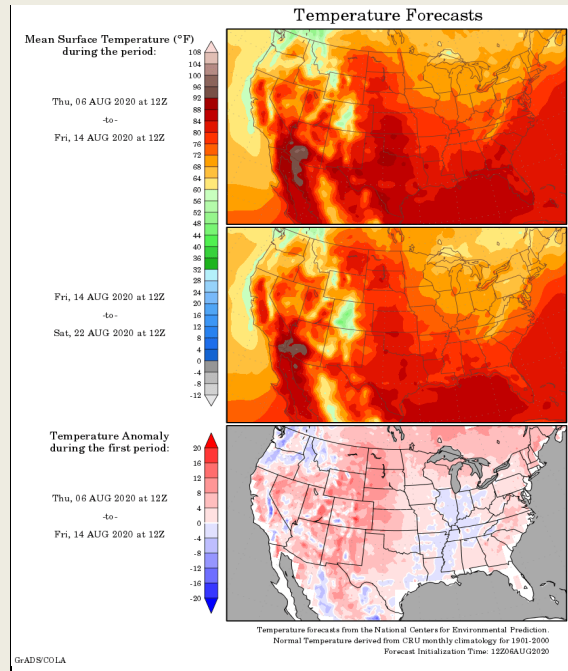 Temperature Forecasts
Mean Surface Temperature (°F)
during the period:
Thu, 06 AUG 2020 at 12Z
-to-
Fri, 14 AUG 2020 at 12Z
108
104
100
96
92
88
84
80
76
72
68
64
60
56
52
48
44
40
36
32
28
24
20
16
12
8
4
0
-4
-8
-12
Fri, 14 AUG 2020 at 12Z
-to-
Sat, 22 AUG 2020 at 12Z
Temperature Anomaly
during the first period:
Thu, 06 AUG 2020 at 12Z
-to-
Fri, 14 AUG 2020 at 12Z
20
16
12
8
4
0
-4
-8
-12
-16
-20
Temperature forecasts from the National Centers for Environmental Prediction.
Normal Temperature derived from CRU monthly climatology for 1901-2000
Forecast Initialization Time: 12Z06AUG2020
GrADS/COLA